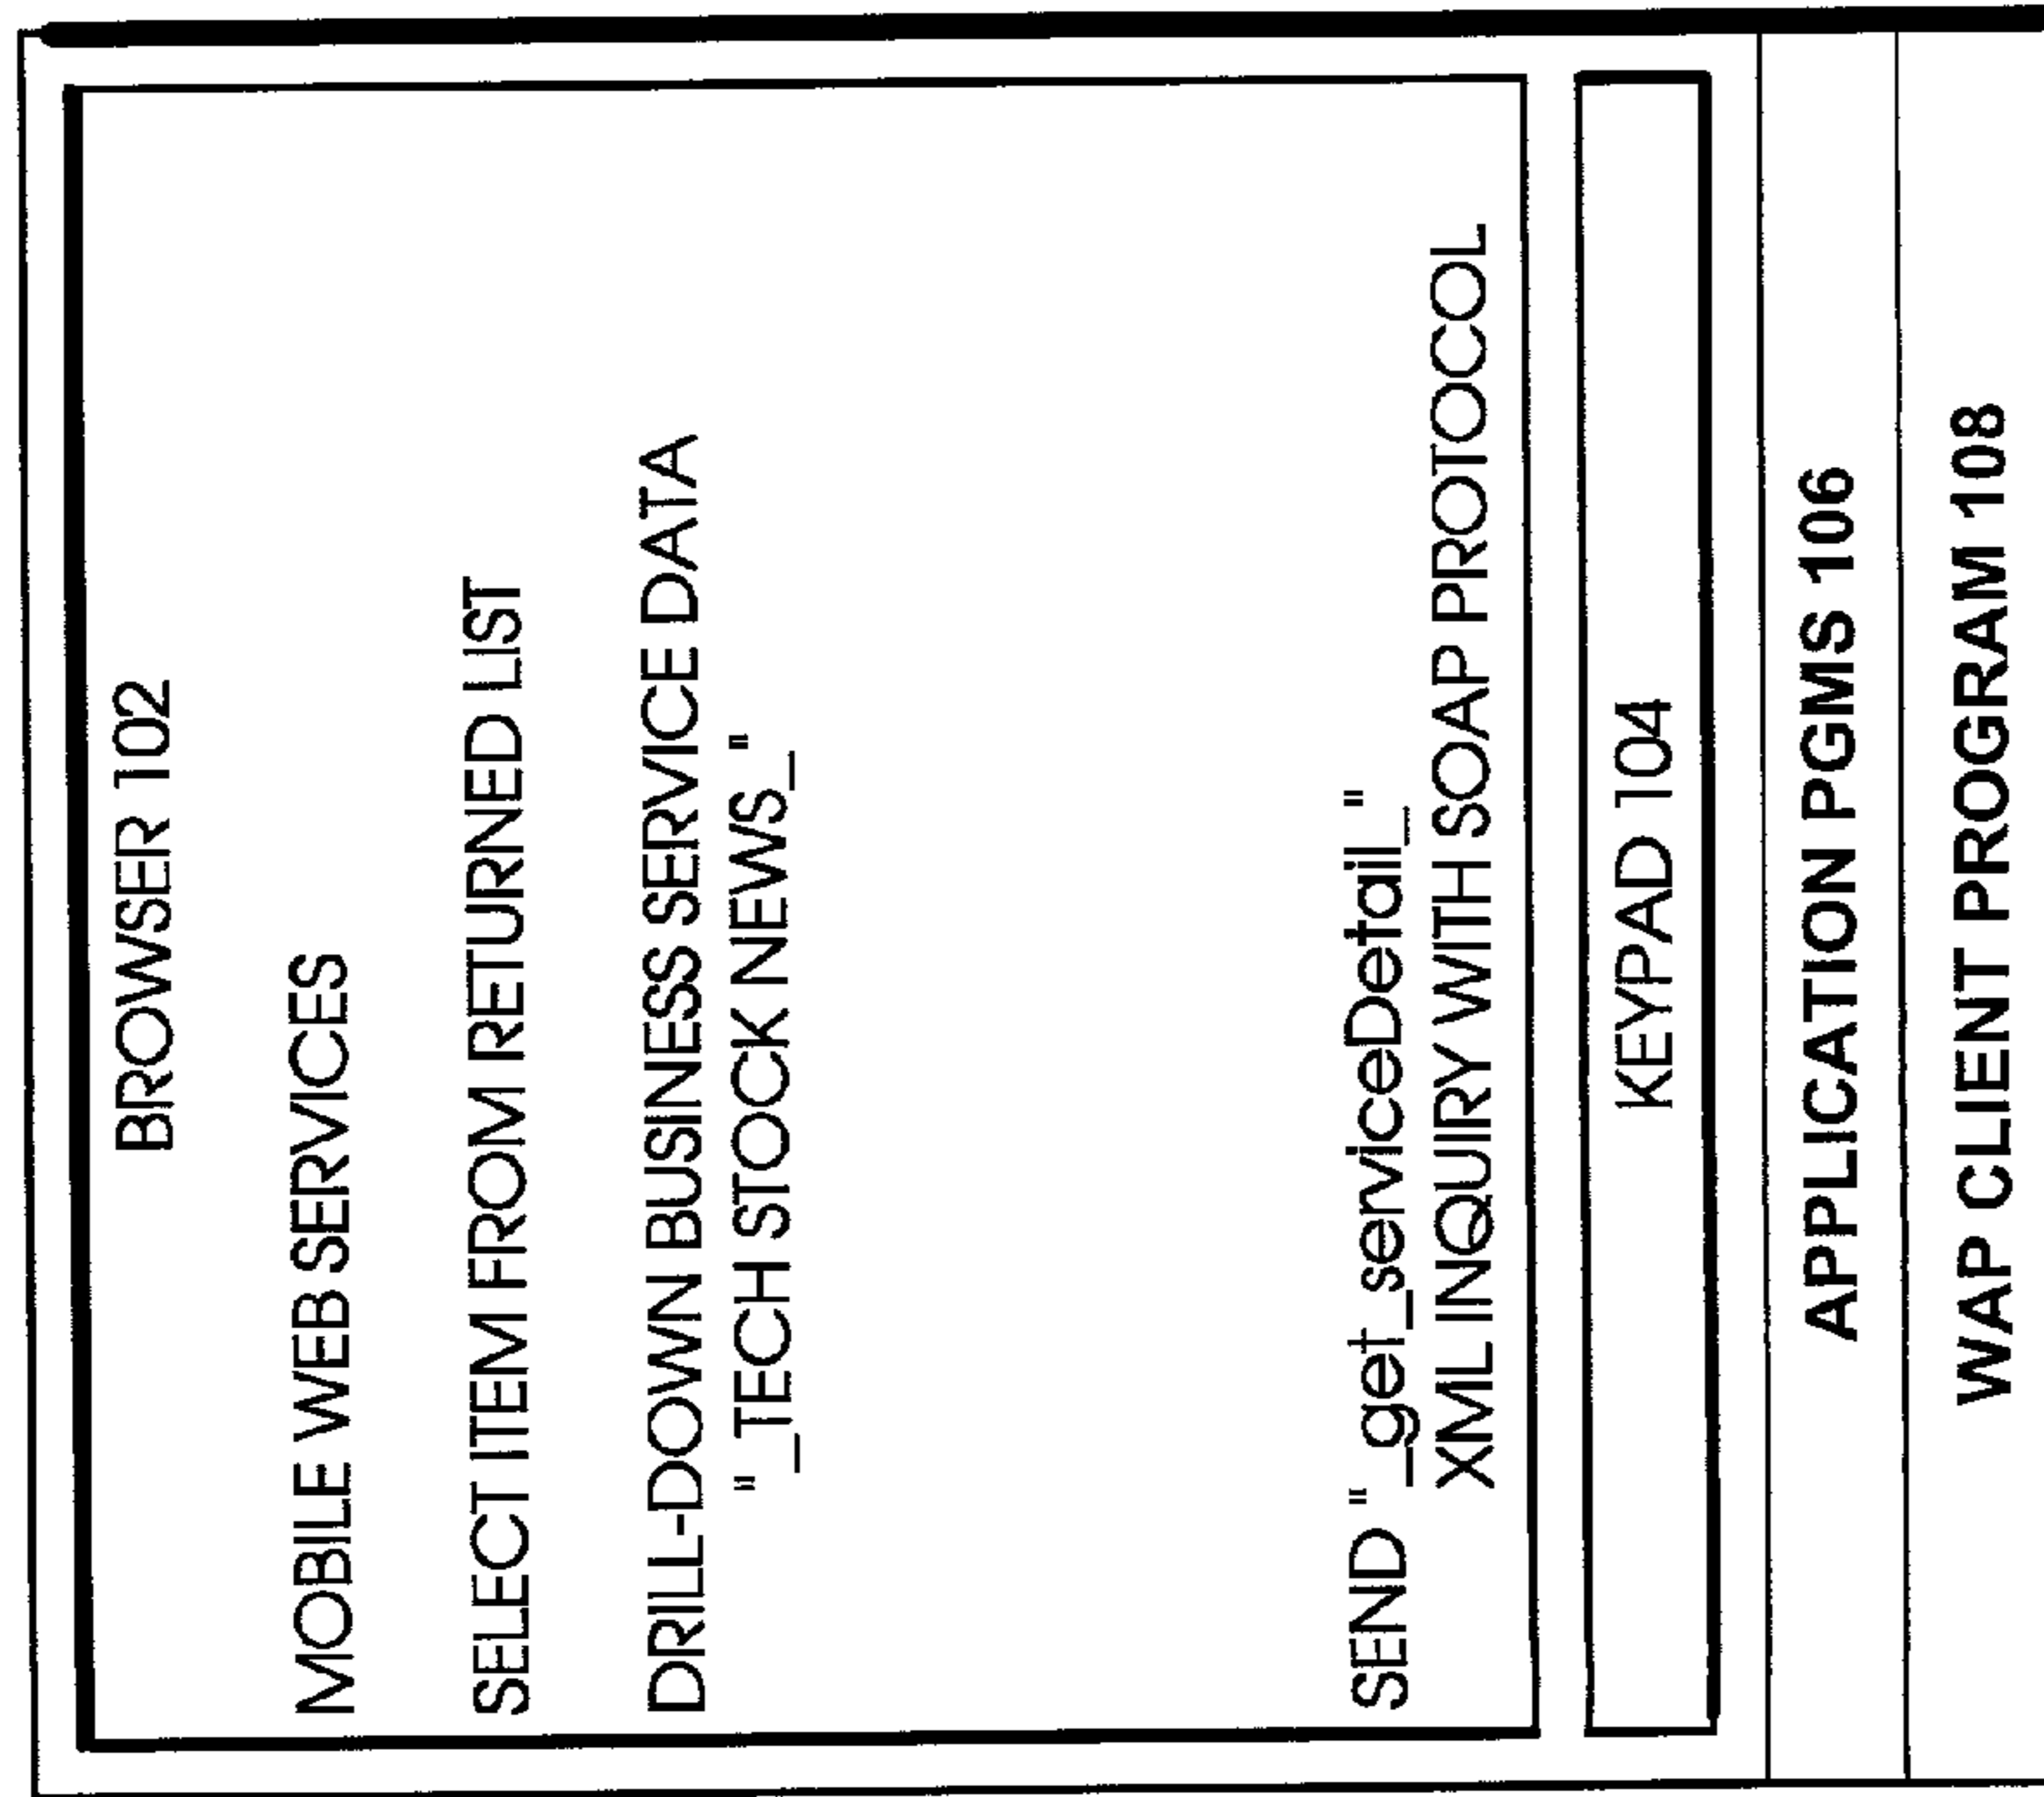 BROWSER 102
MOBILE WEB SERVICES
SELECT ITEM FROM RETURNED LIST
DRILL-DOWN BUSINESS SERVICE DATA
"_TECH STOCK NEWS_"
SEND "_get_serviceDetail_"
XML INQUIRY WITH SOAP PROTOCOL
KEYPAD 104
APPLICATION PGMS 106
WAP CLIENT PROGRAM 108